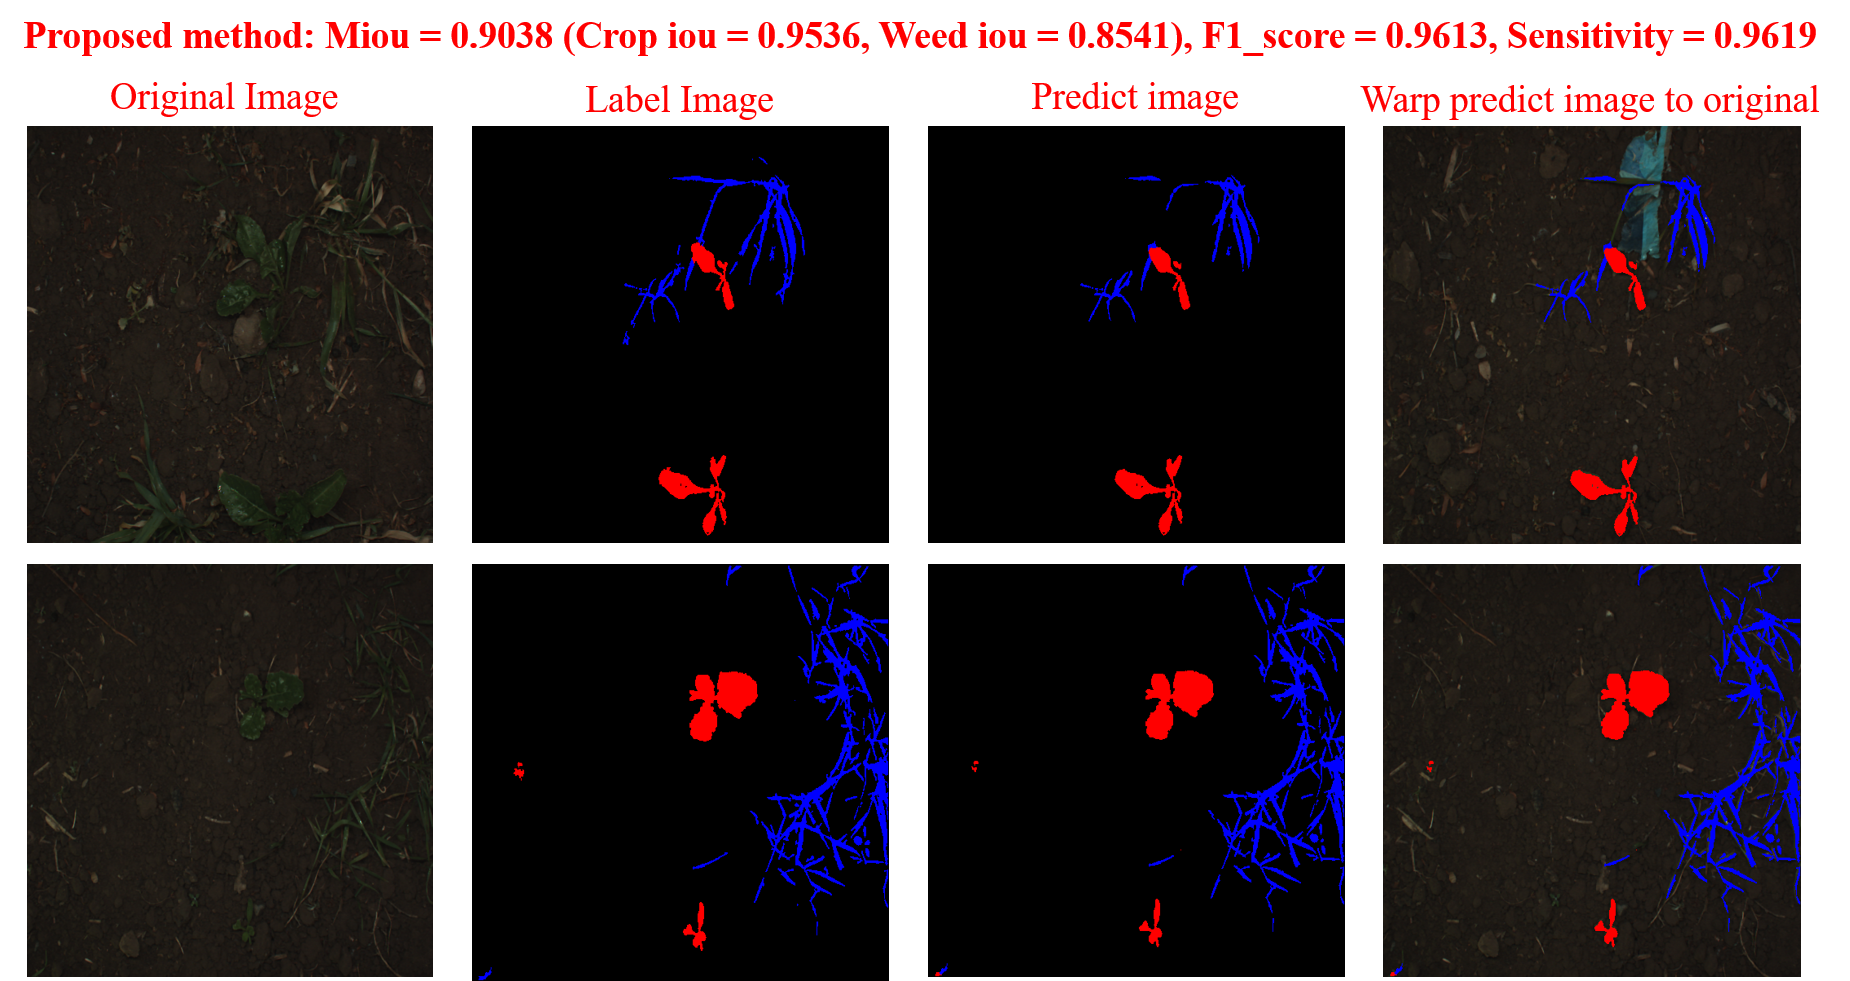 Proposed method: Miou = 0.9038 (Crop iou = 0.9536, Weed iou = 0.8541), F1_score = 0.9613, Sensitivity = 0.9619
Original Image
Label Image
Predict image
Warp predict image to original